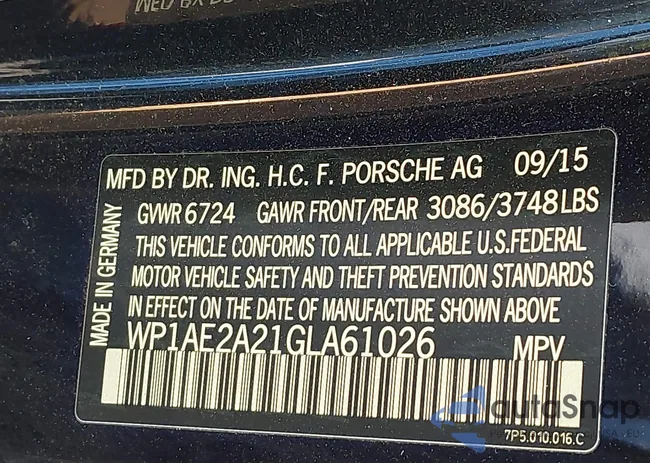 MFD BY DR. ING. H.C. F. PORSCHE AG 09/15
GVWR 6724 GAWR FRONT/REAR 3086/3748LBS
THIS VEHICLE CONFORMS TO ALL APPLICABLE U.S.FEDERAL
MOTOR VEHICLE SAFETY AND THEFT PREVENTION STANDARDS
IN EFFECT ON THE DATE OF MANUFACTURE SHOWN ABOVE
WP1AE2A21GLA61026 MPV
MADE IN GERMANY
autoSnap
7P5.010.016.C